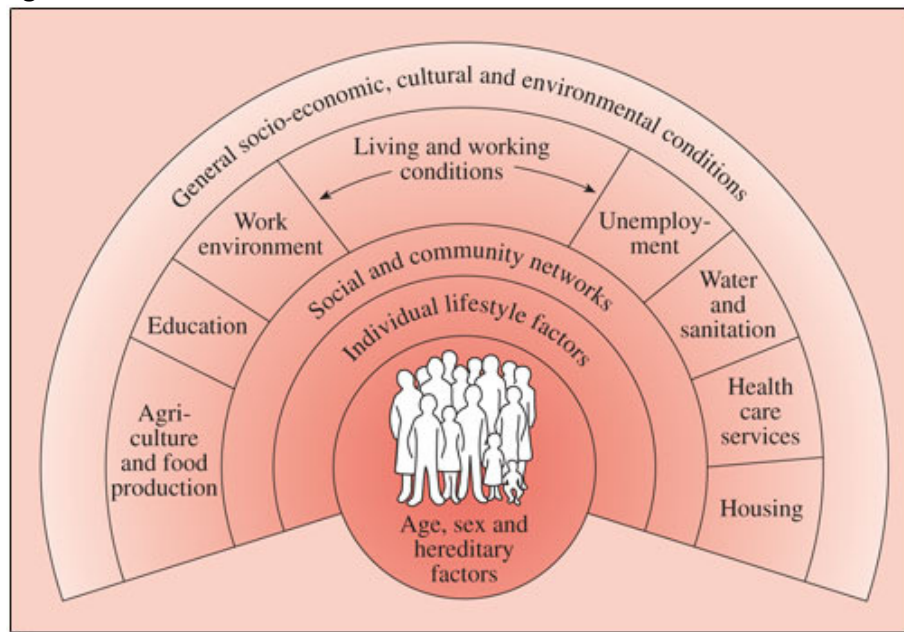 General socio-economic, cultural and environmental conditions
Living and working
conditions
Work
environment
Unemploy-
ment
Education
Water
and
sanitation
Agri-
culture
and food
production
Health
care
services
Housing
Social and community networks
Individual lifestyle factors
Age, sex and
hereditary
factors